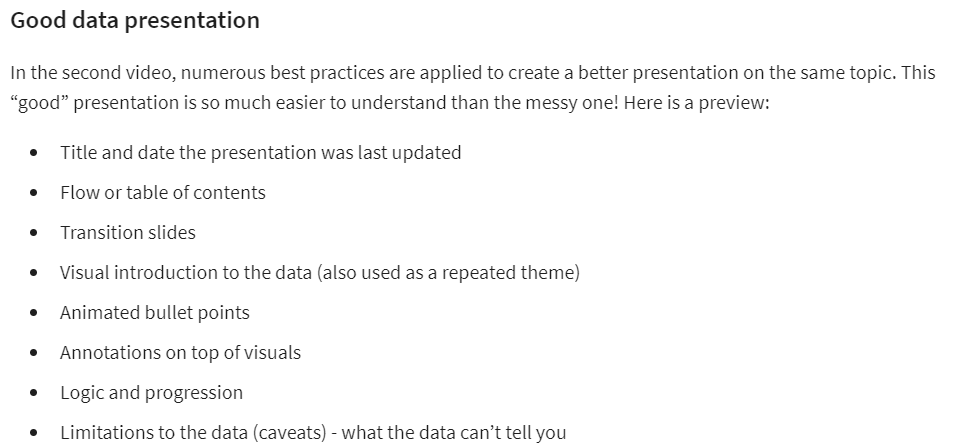 Good data presentation
In the second video, numerous best practices are applied to create a better presentation on the same topic. This
“good” presentation is so much easier to understand than the messy one! Here is a preview:
• Title and date the presentation was last updated
• Flow or table of contents
• Transition slides
• Visual introduction to the data (also used as a repeated theme)
• Animated bullet points
• Annotations on top of visuals
• Logic and progression
• Limitations to the data (caveats) - what the data can’t tell you